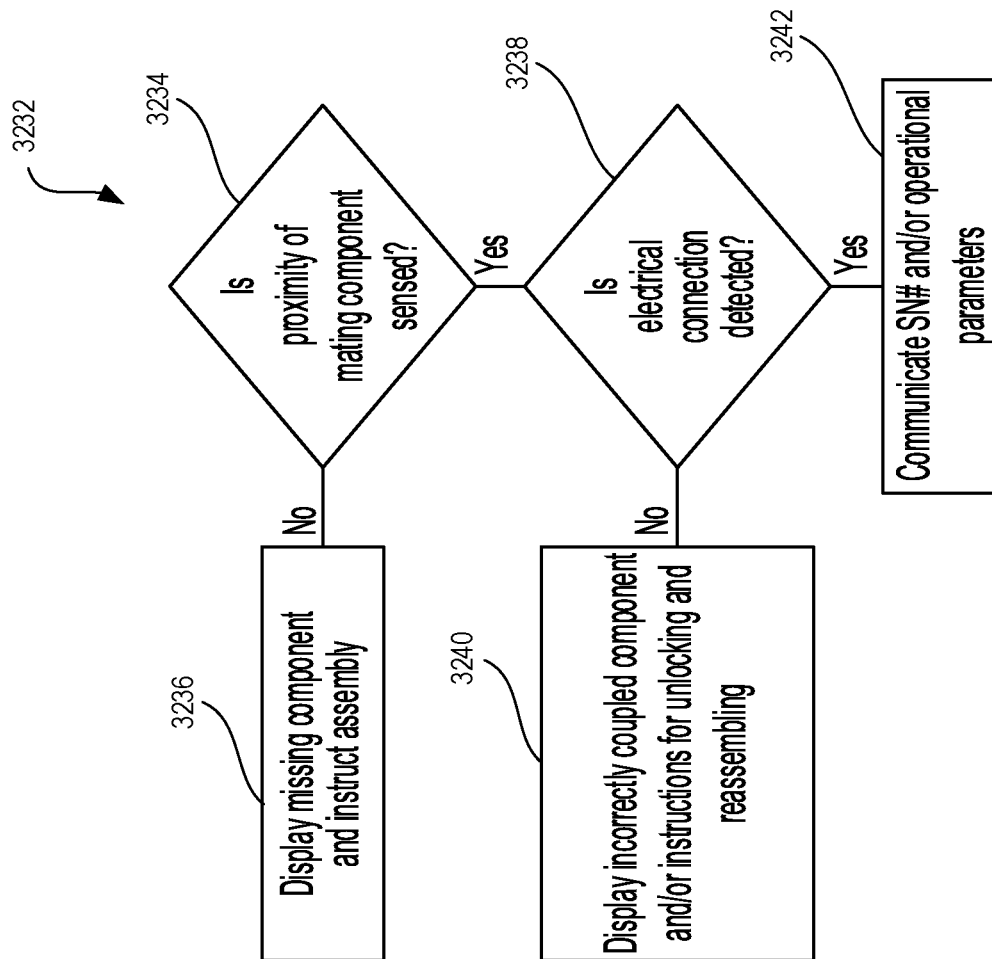 3232
3234
Is
proximity of
mating component
sensed?
No
3236
Display missing component
and instruct assembly
Yes
3238
Is
electrical
connection
detected?
No
3240
Display incorrectly coupled component
and/or instructions for unlocking and
reassembling
Yes
3242
Communicate SN# and/or operational
parameters